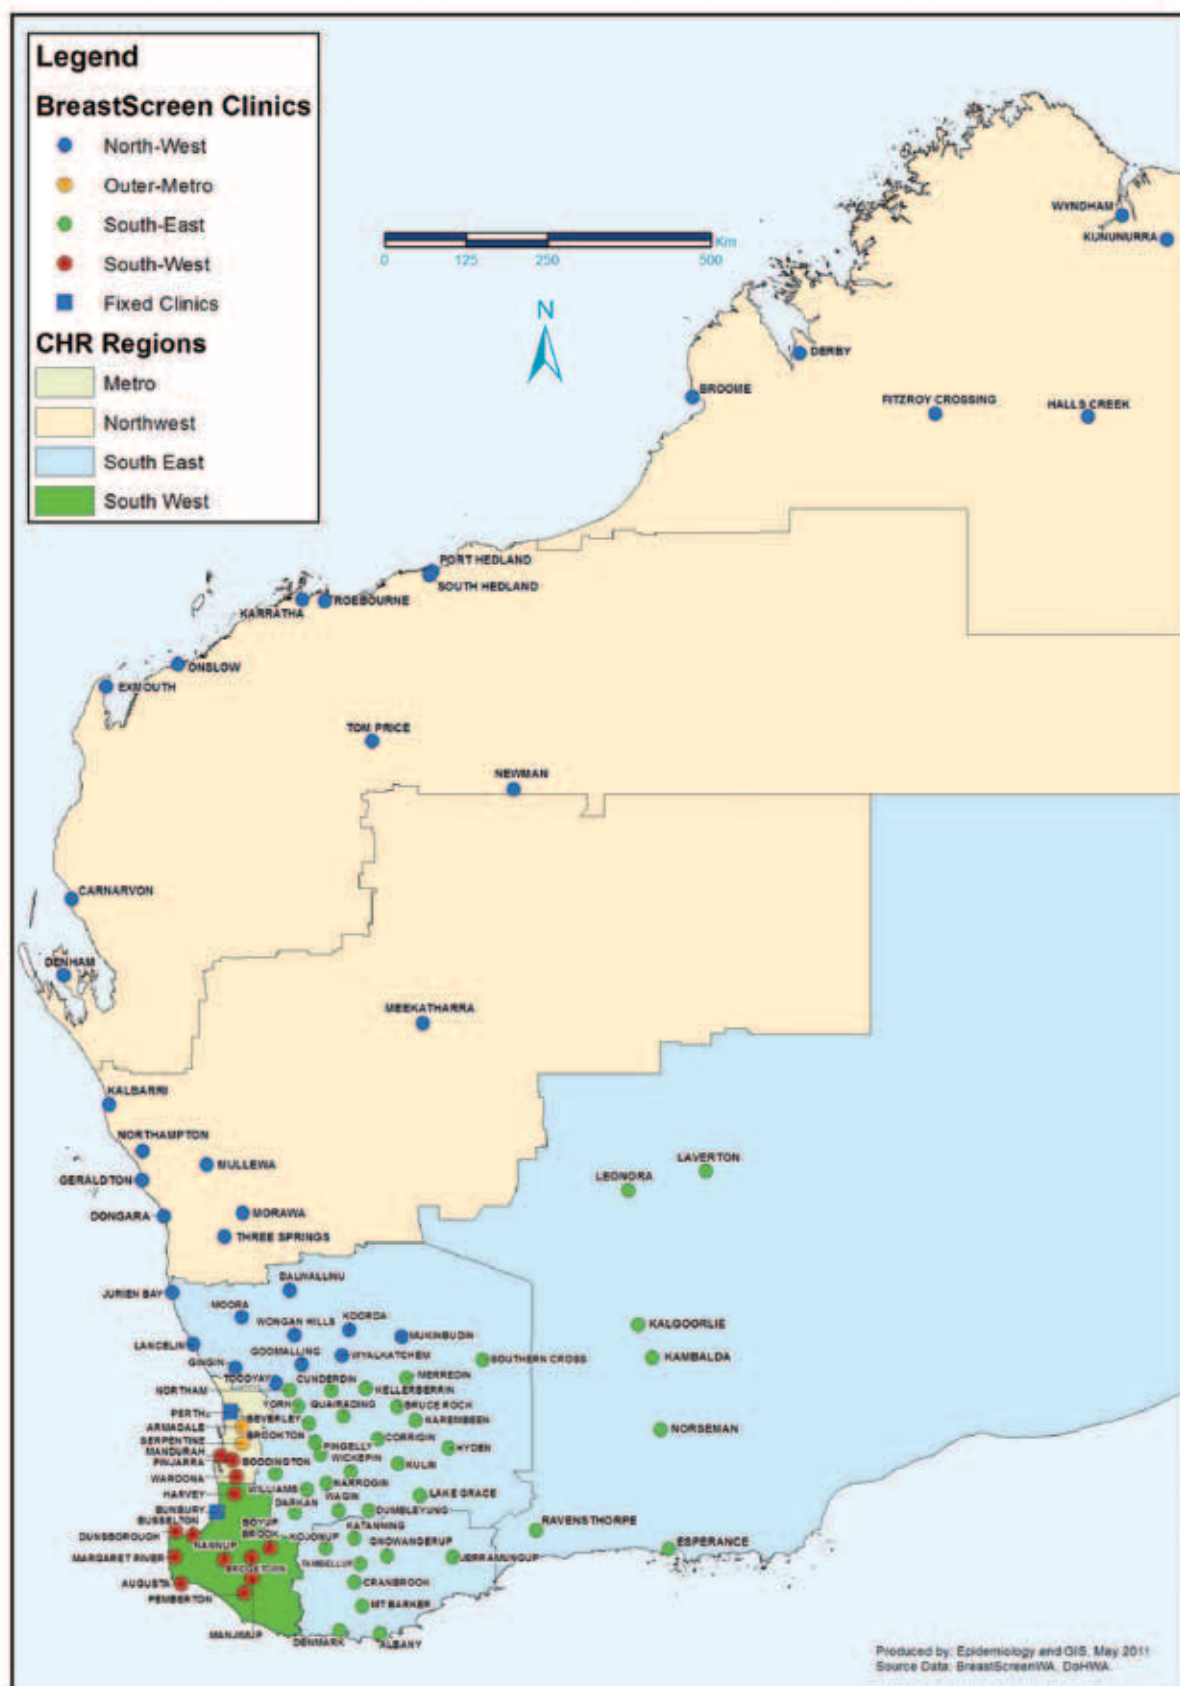 Legend
BreastScreen Clinics
North-West
Outer-Metro
South-East
South-West
Fixed Clinics
CHR Regions
Metro
Northwest
South East
South West
Km
0 125 250 500
N
WYNDHAM
KUNUNURRA
DERBY
BROOME
FITZROY CROSSING
HALLS CREEK
PORT HEDLAND
SOUTH HEDLAND
KARRATHA
ROEBOURNE
ONSLOW
EXMOUTH
TOM PRICE
NEWMAN
CARNARVON
DENHAM
MEEKATHARRA
KALBARRI
NORTHAMPTON
MULLEWA
GERALDTON
DONGARA
MORAWA
THREE SPRINGS
LAVERTON
LEONORA
DALWALLINU
JURIEN BAY
MOORA
WONGAN HILLS
KOORDA
MUKINBUDIN
LANCELIN
GOOMALLING
WYALKATCHEM
GINGIN
TOODYAY
KALGOORLIE
KAMBALDA
SOUTHERN CROSS
MERREDIN
NORTHAM
CUNDERDIN
KELLERBERRIN
PERTH
YORK
QUAIRADING
BRUCE ROCK
ARMADALE
BEVERLEY
NAREMBEEN
NORSEMAN
SERPENTINE
BROOKTON
CORRIGIN
MANDURAH
PINGELLY
HYDEN
PINJARRA
BODDINGTON
WICKEPIN
KULIN
WAROONA
WILLIAMS
NARROGIN
HARVEY
LAKE GRACE
BUNBURY
DARKAN
WAGIN
DUMBLEYUNG
BUSSELTON
DUNSBOROUGH
BOYUP
BROOK
KOJONUP
KATANNING
GNOWANGERUP
RAVENSTHORPE
ESPERANCE
NANNUP
MARGARET RIVER
BRIDGETOWN
TAMBELLUP
JERRAMUNGUP
AUGUSTA
CRANBROOK
PEMBERTON
MT BARKER
MANJIMUP
DENMARK
ALBANY
Produced by: Epidemiology and GIS, May 2011
Source Data: BreastScreenWA, DoHWA.